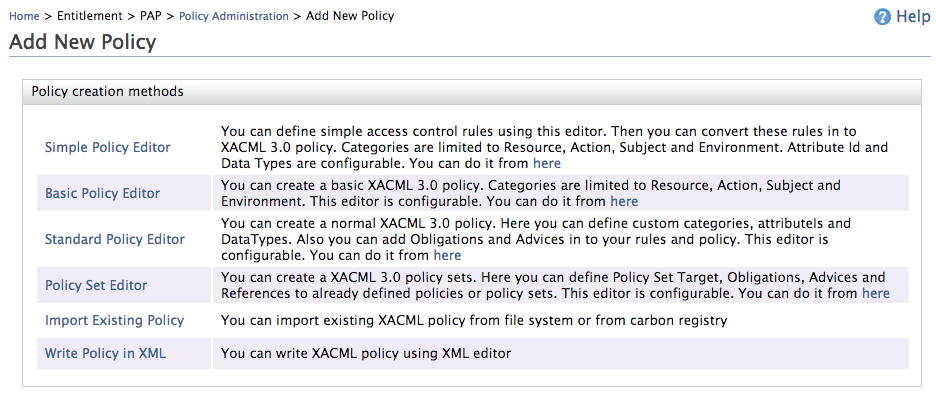 Home > Entitlement > PAP > Policy Administration > Add New Policy
Help
Add New Policy
Policy creation methods
Simple Policy Editor
You can define simple access control rules using this editor. Then you can convert these rules in to
XACML 3.0 policy. Categories are limited to Resource, Action, Subject and Environment. Attribute Id and
Data Types are configurable. You can do it from here
Basic Policy Editor
You can create a basic XACML 3.0 policy. Categories are limited to Resource, Action, Subject and
Environment. This editor is configurable. You can do it from here
Standard Policy Editor
You can create a normal XACML 3.0 policy. Here you can define custom categories, attributeIs and
DataTypes. Also you can add Obligations and Advices in to your rules and policy. This editor is
configurable. You can do it from here
Policy Set Editor
You can create a XACML 3.0 policy sets. Here you can define Policy Set Target, Obligations, Advices and
References to already defined policies or policy sets. This editor is configurable. You can do it from here
Import Existing Policy
You can import existing XACML policy from file system or from carbon registry
Write Policy in XML
You can write XACML policy using XML editor